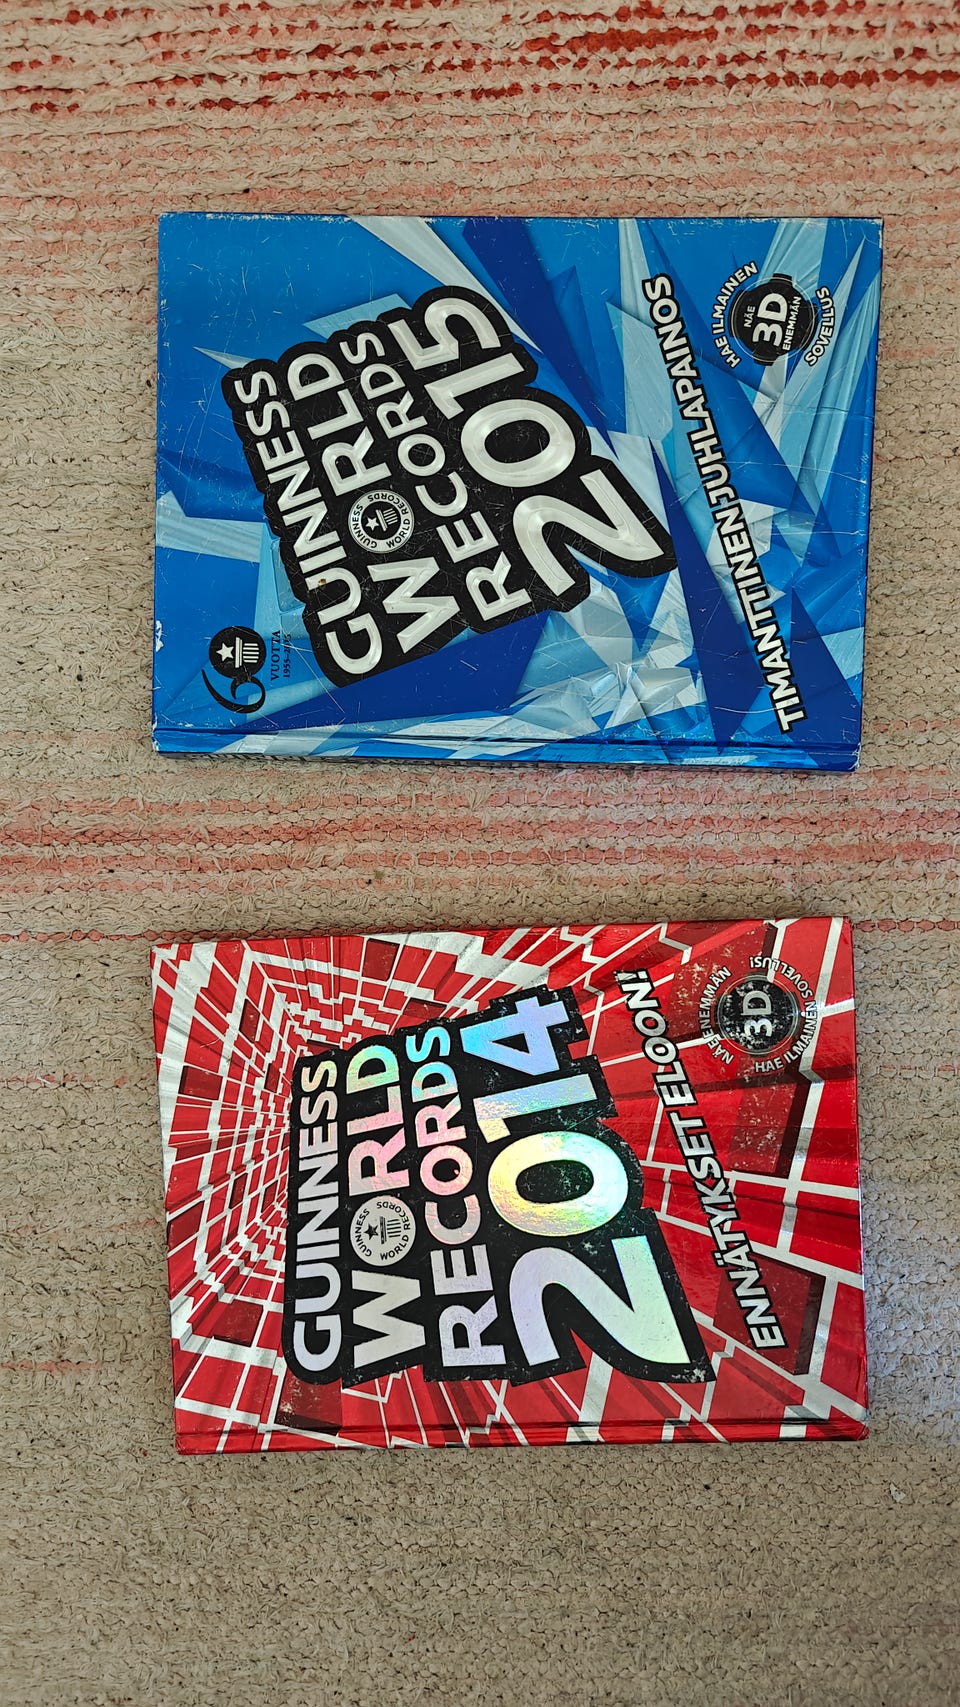 60
VUOTTA
1955–2015
GUINNESS
WORLD
RECORDS
2015
GUINNESS
WORLD RECORDS
TIMANTTINEN JUHLAPAINOS
HAE ILMAINEN
NÄE
3D
ENEMMÄN
SOVELLUS
GUINNESS
WORLD
RECORDS
2014
GUINNESS
WORLD RECORDS
ENNÄTYKSET ELOON!
NÄE ENEMMÄN
3D
HAE ILMAINEN SOVELLUS!